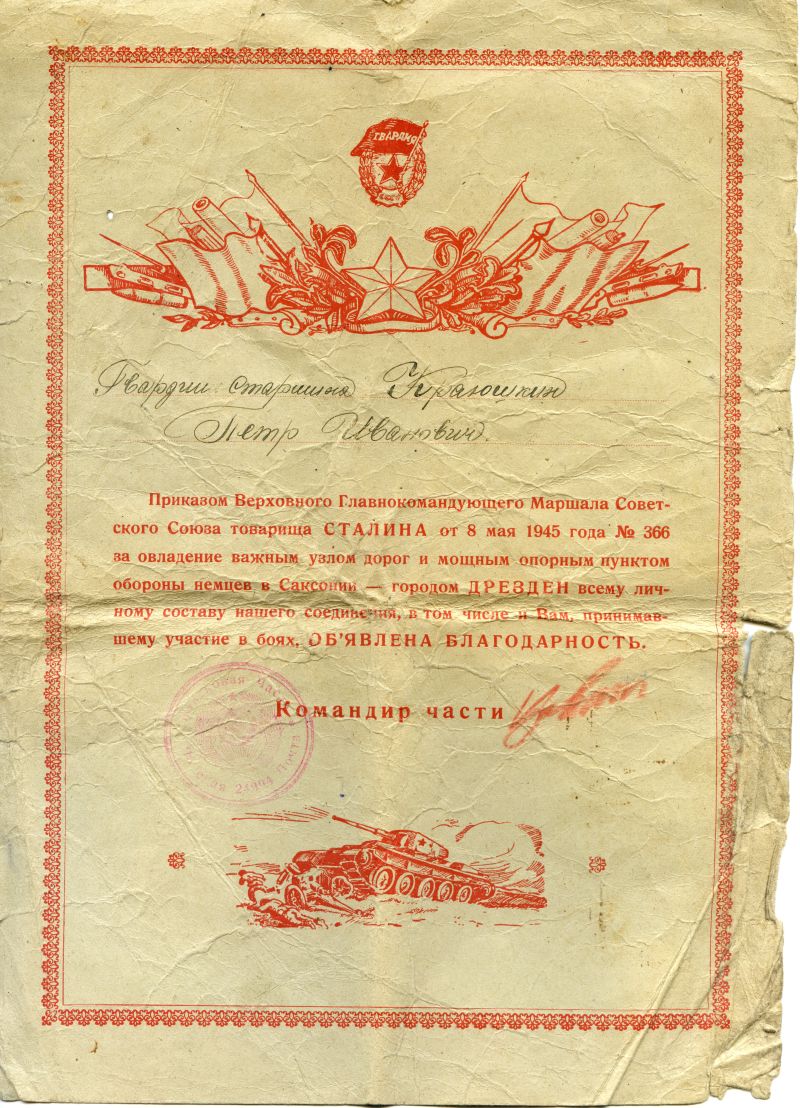 ГВАРДИЯ
Гвардии старшина Краюшкин
Петр Иванович.
Приказом Верховного Главнокомандующего Маршала Совет-
ского Союза товарища СТАЛИНА от 8 мая 1945 года № 366
за овладение важным узлом дорог и мощным опорным пунктом
обороны немцев в Саксонии — городом ДРЕЗДЕН всему лич-
ному составу нашего соединения, в том числе и Вам, принимав-
шему участие в боях, ОБ'ЯВЛЕНА БЛАГОДАРНОСТЬ.
Командир части